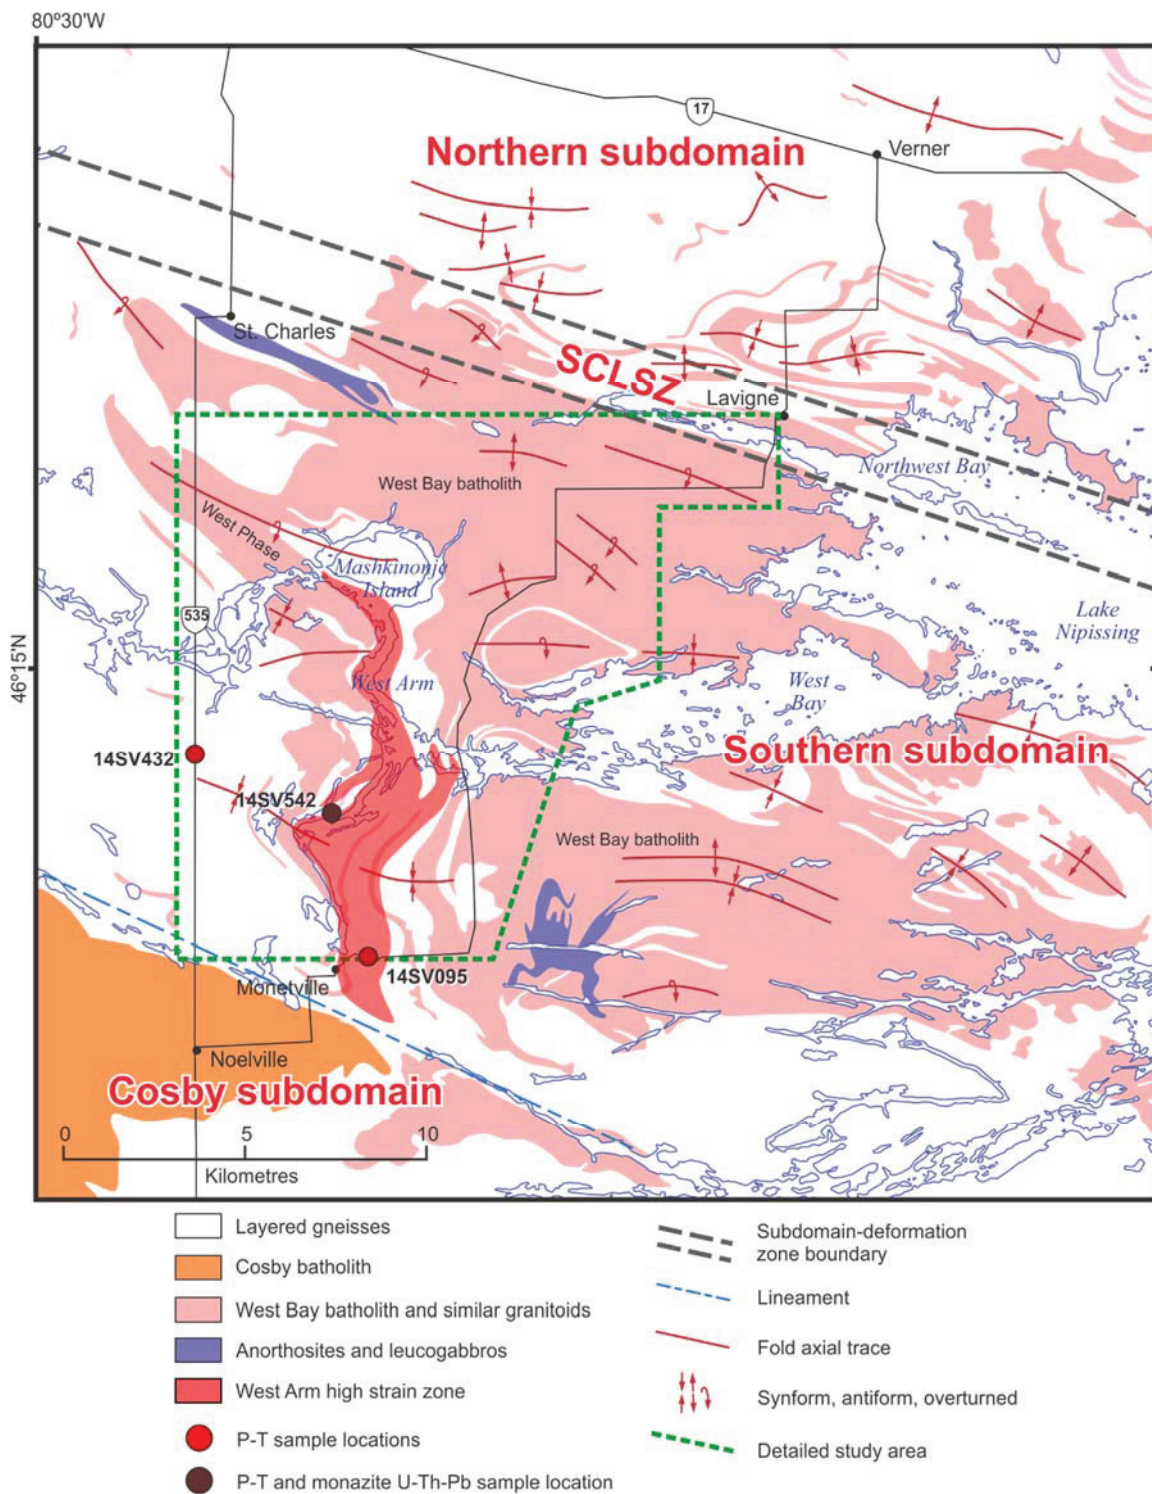 80°30'W
17
Verner
Northern subdomain
St. Charles
SCLSZ
Lavigne
Northwest Bay
West Bay batholith
West Phase
Mashkinonje
Island
535
Lake
Nipissing
46°15'N
West Arm
West
Bay
14SV432
Southern subdomain
14SV542
West Bay batholith
14SV095
Monetville
Noelville
Cosby subdomain
0 5 10
Kilometres
Layered gneisses
Cosby batholith
West Bay batholith and similar granitoids
Anorthosites and leucogabbros
West Arm high strain zone
P-T sample locations
P-T and monazite U-Th-Pb sample location
Subdomain-deformation
zone boundary
Lineament
Fold axial trace
Synform, antiform, overturned
Detailed study area